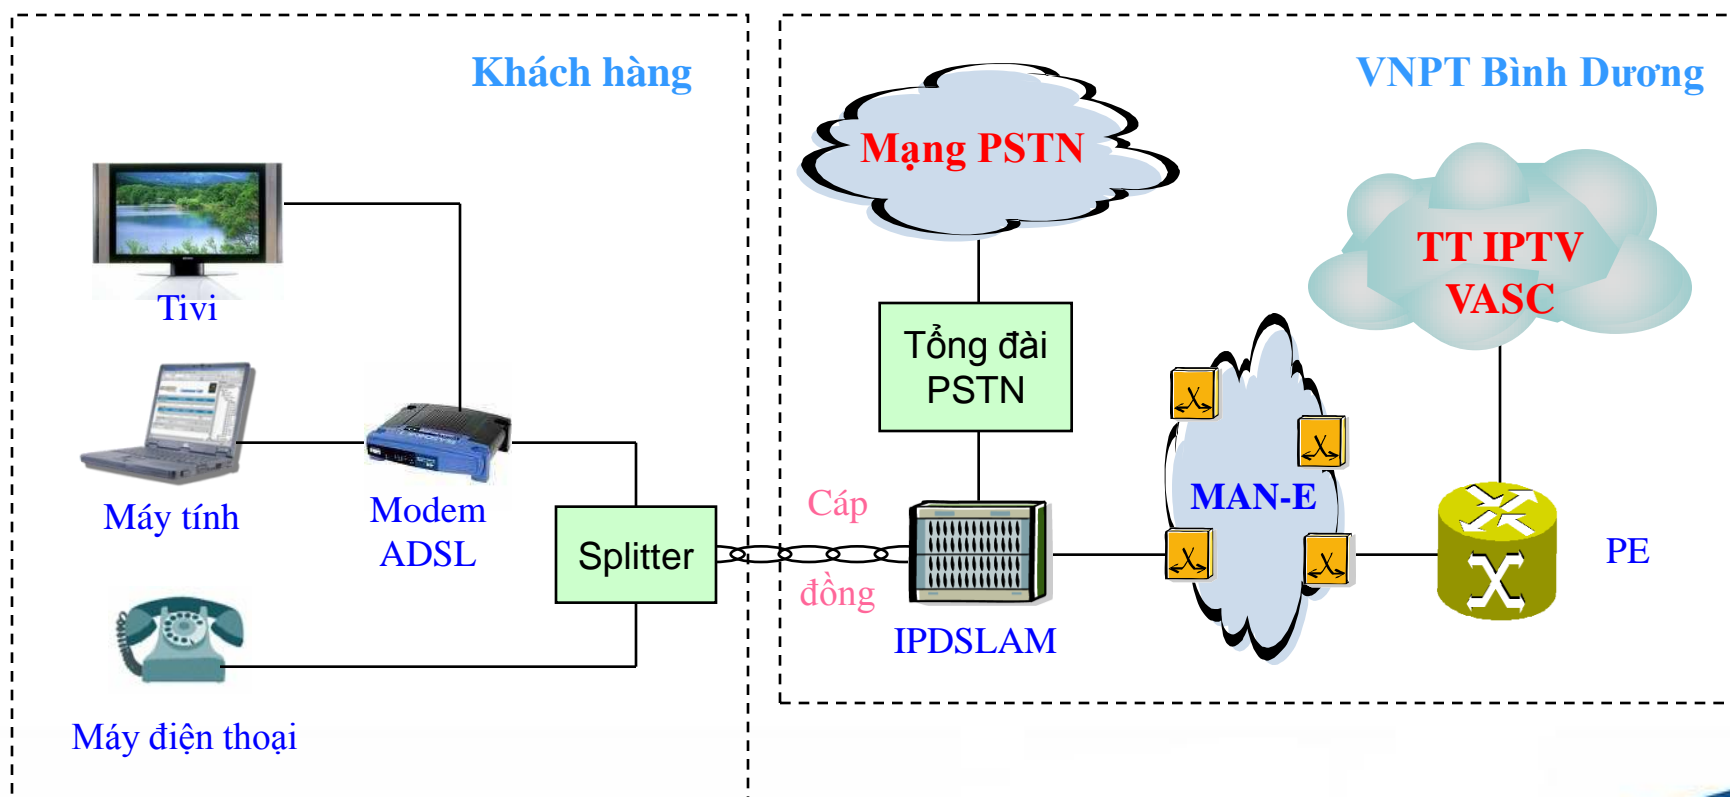 Khách hàng
Tivi
Máy tính
Modem
ADSL
Splitter
Máy điện thoại
Cáp
đồng
VNPT Bình Dương
Mạng PSTN
Tổng đài
PSTN
IPDSLAM
MAN-E
TT IPTV
VASC
PE